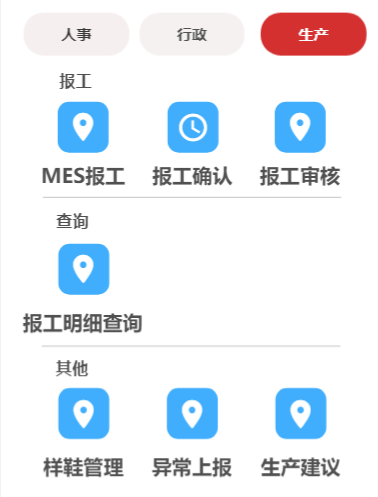 人事 行政 生产
报工
MES报工 报工确认 报工审核
查询
报工明细查询
其他
样鞋管理 异常上报 生产建议